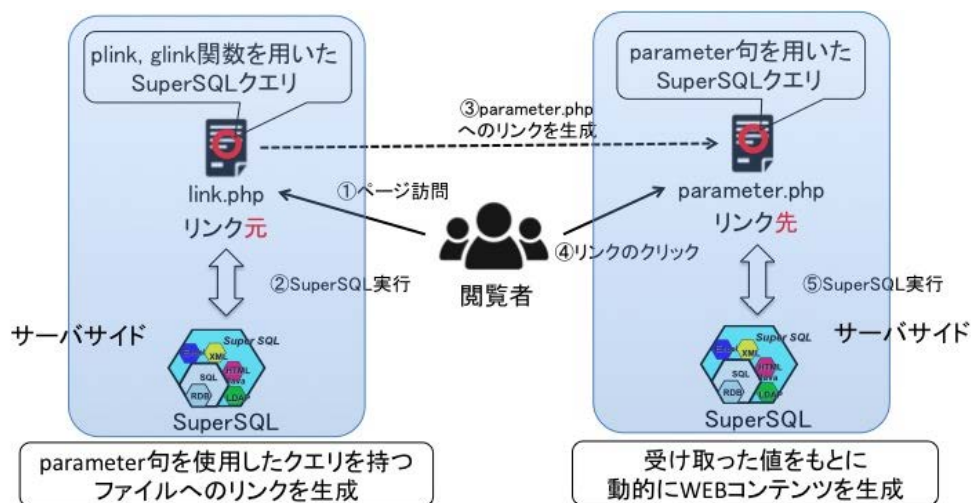 plink, glink関数を用いた
SuperSQLクエリ
link.php
リンク元
①ページ訪問
②SuperSQL実行
サーバサイド
Super SQL
Excel
XML
HTML
SQL
Java
RDB
LDAP
SuperSQL
parameter句を使用したクエリを持つ
ファイルへのリンクを生成
③parameter.php
へのリンクを生成
閲覧者
④リンクのクリック
parameter句を用いた
SuperSQLクエリ
parameter.php
リンク先
⑤SuperSQL実行
サーバサイド
Super SQL
Excel
XML
HTML
SQL
Java
RDB
LDAP
SuperSQL
受け取った値をもとに
動的にWEBコンテンツを生成